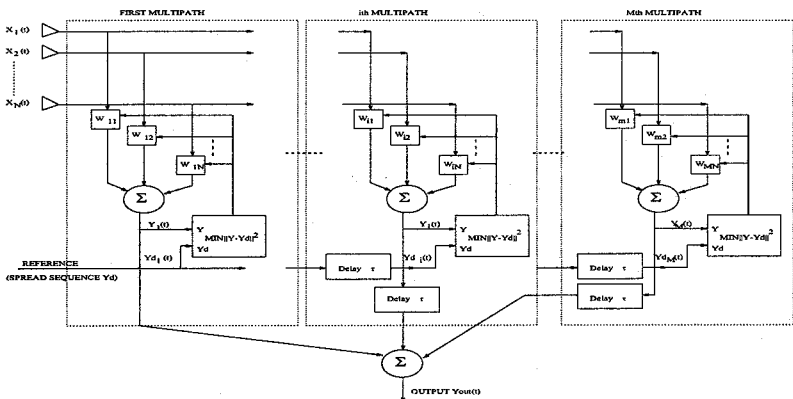 FIRST MULTIPATH
ith MULTIPATH
Mth MULTIPATH
X1(t)
X2(t)
XN(t)
W11
W12
W1N
Wi1
Wi2
WiN
Wm1
Wm2
WMN
Σ
Σ
Σ
Y1(t)
Y
MIN||Y-Yd||2
Yd
Yd1(t)
Yi(t)
Y
MIN||Y-Yd||2
Yd
Ydi(t)
Y
MIN||Y-Yd||2
Yd
YdM(t)
REFERENCE
(SPREAD SEQUENCE Yd)
Delay τ
Delay τ
Delay τ
Delay τ
Σ
OUTPUT Yout(t)